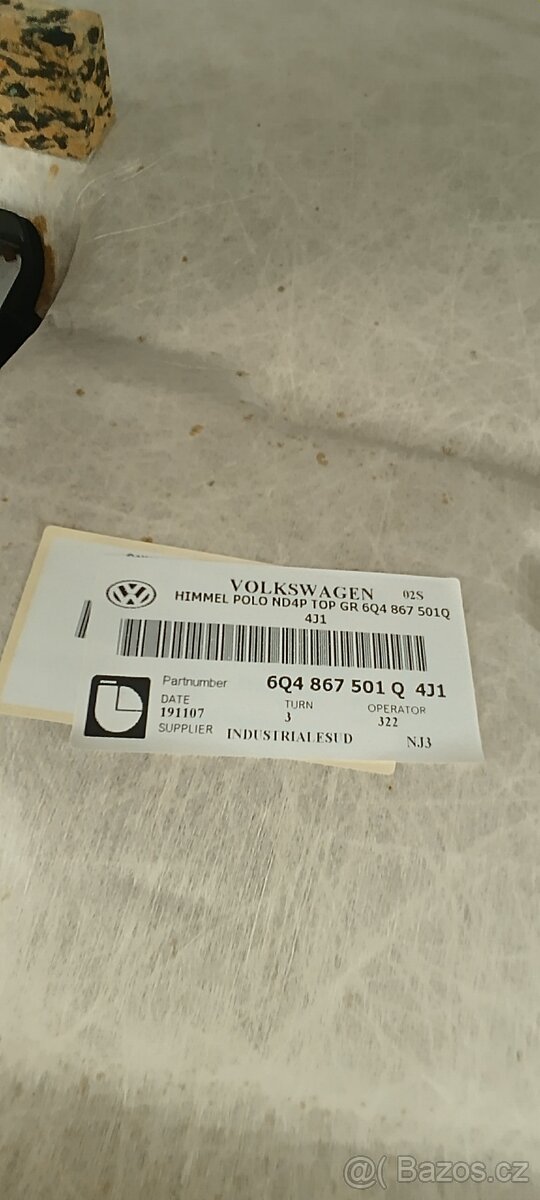 VOLKSWAGEN 02S
HIMMEL POLO ND4P TOP GR 6Q4 867 501Q
4J1
Partnumber 6Q4 867 501 Q 4J1
DATE TURN OPERATOR
191107 3 322
SUPPLIER INDUSTRIALESUD NJ3
@( Bazos.cz